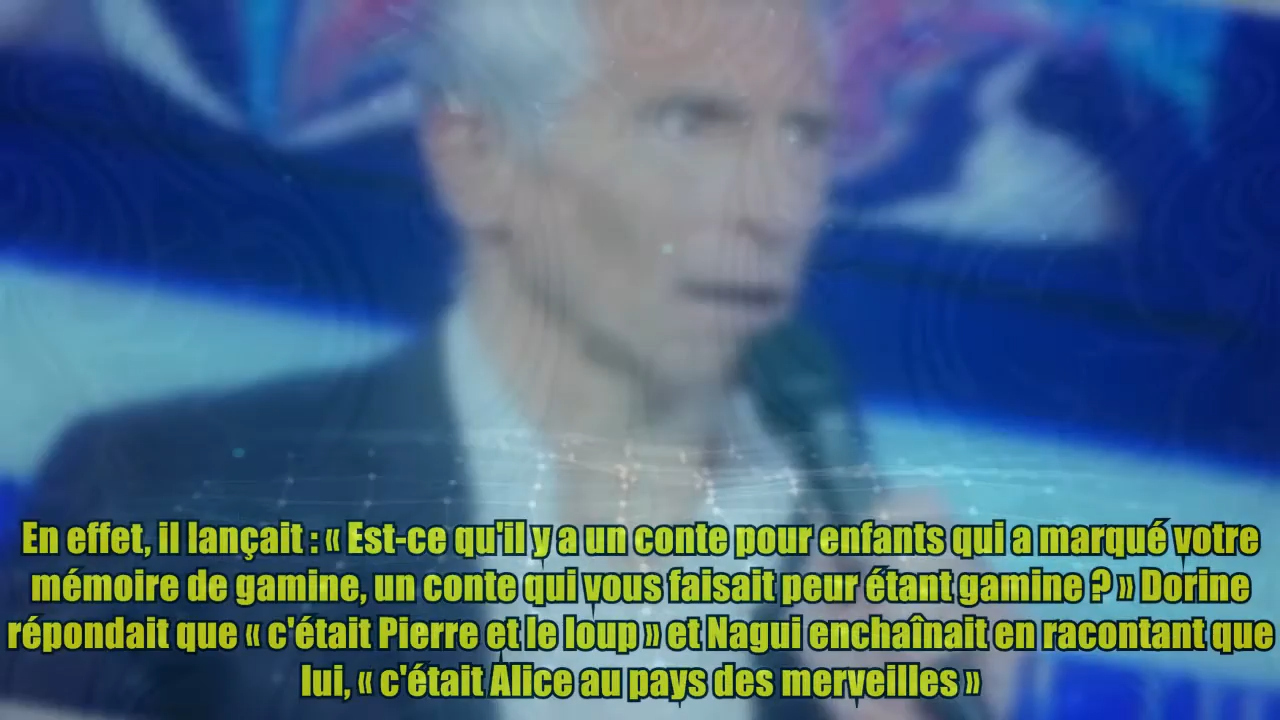 En effet, il lançait : « Est-ce qu'il y a un conte pour enfants qui a marqué votre
mémoire de gamine, un conte qui vous faisait peur étant gamine ? » Dorine
répondait que « c'était Pierre et le loup » et Nagui enchaînait en racontant que
lui, « c'était Alice au pays des merveilles »